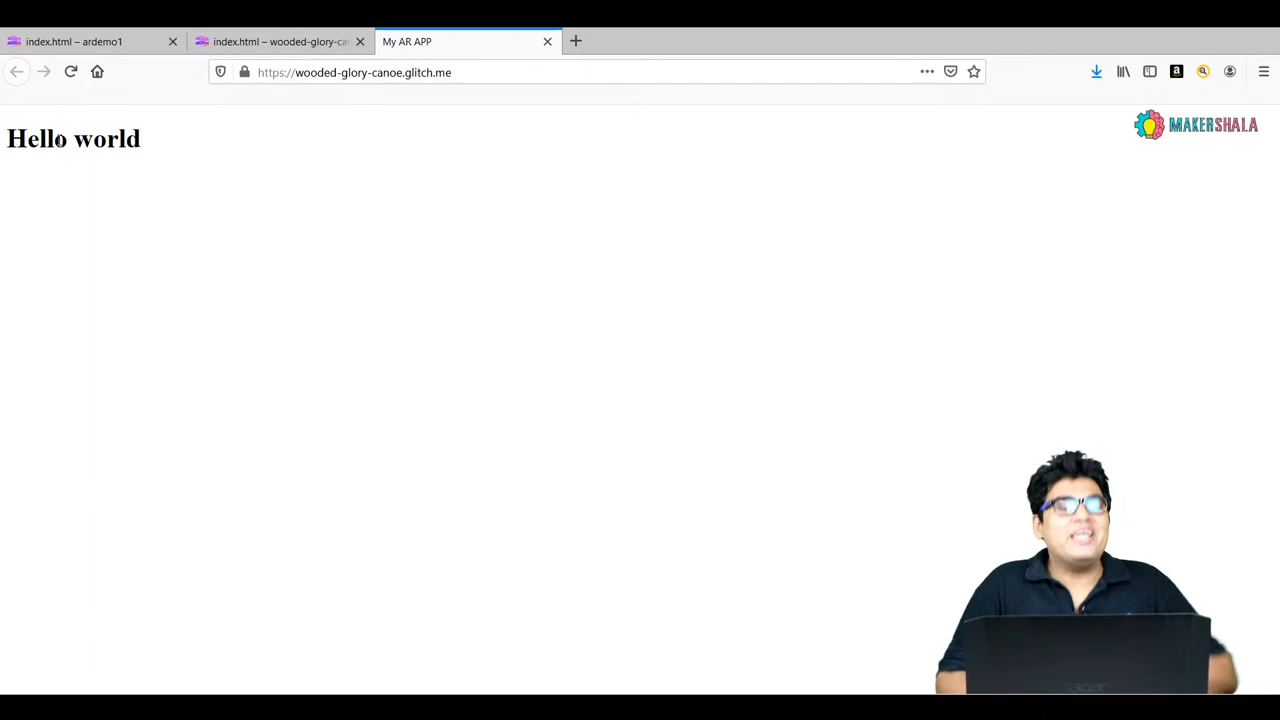 index.html – ardemo1
index.html – wooded-glory-ca
My AR APP
https://wooded-glory-canoe.glitch.me
Hello world
MAKERSHALA
acer